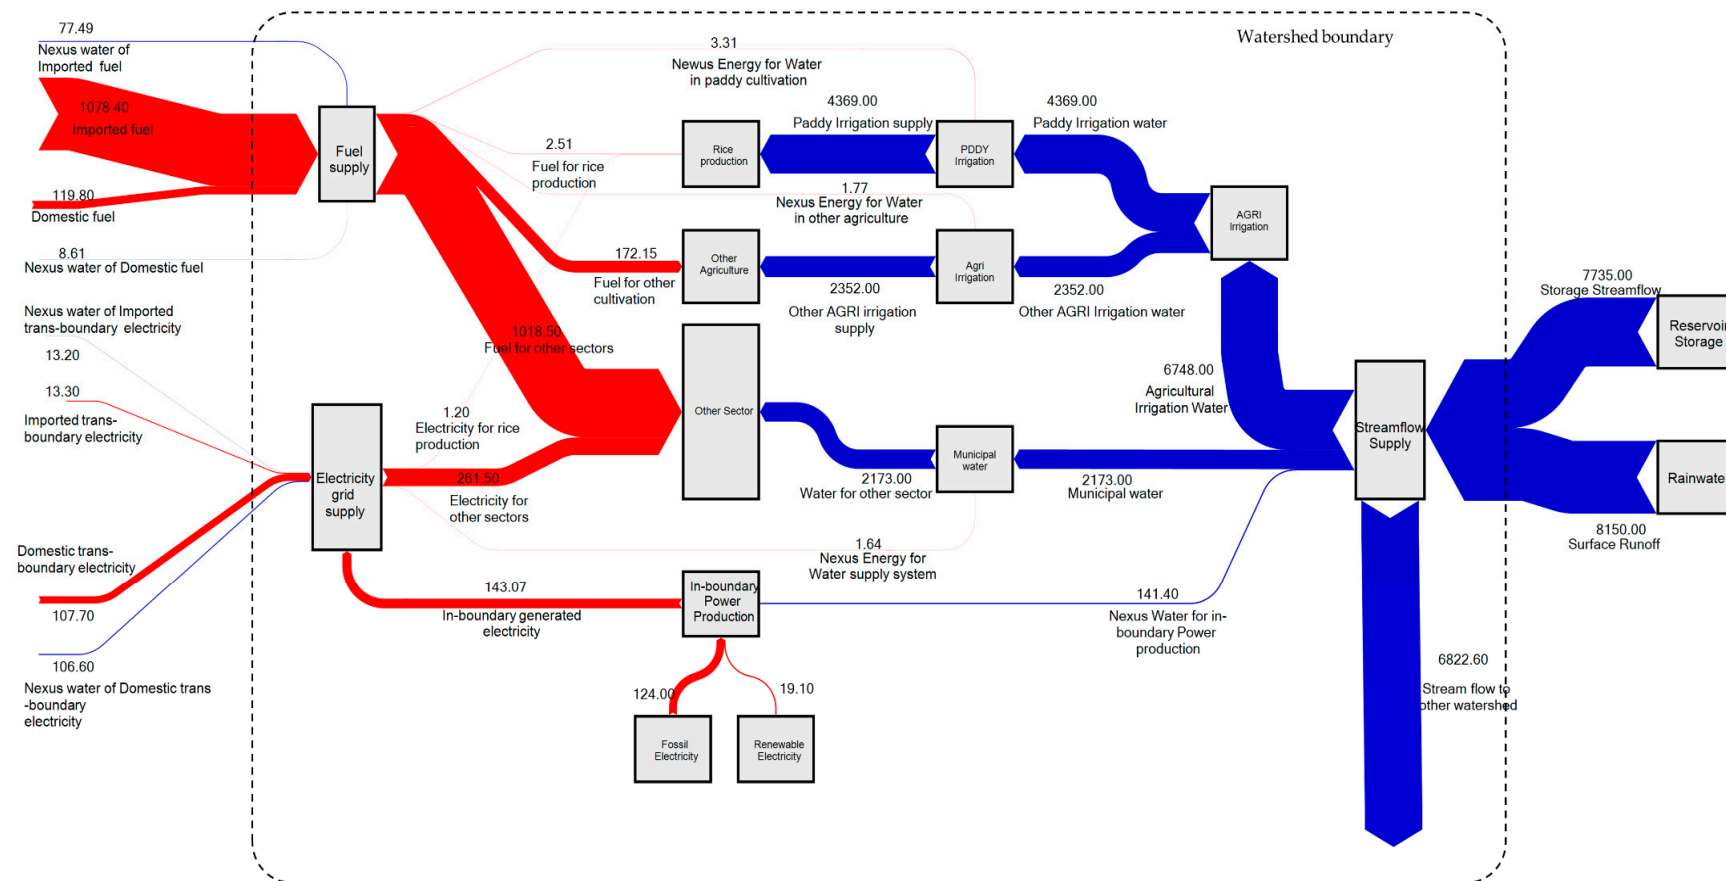 Watershed boundary
77.49
Nexus water of
Imported fuel
1078.40
Imported fuel
119.80
Domestic fuel
8.61
Nexus water of Domestic fuel
Fuel
supply
3.31
Newus Energy for Water
in paddy cultivation
2.51
Fuel for rice
production
Rice
production
4369.00
Paddy Irrigation supply
PDDY
Irrigation
4369.00
Paddy Irrigation water
1.77
Nexus Energy for Water
in other agriculture
172.15
Fuel for other
cultivation
Other
Agriculture
2352.00
Other AGRI irrigation
supply
Agri
Irrigation
2352.00
Other AGRI Irrigation water
AGRI
Irrigation
7735.00
Storage Streamflow
Reservoir
Storage
Nexus water of Imported
trans-boundary electricity
13.20
13.30
Imported trans-
boundary electricity
1018.50
Fuel for other sectors
1.20
Electricity for rice
production
Other Sector
6748.00
Agricultural
Irrigation Water
Streamflow
Supply
Electricity
grid
supply
261.50
Electricity for
other sectors
2173.00
Water for other sector
Municipal
water
2173.00
Municipal water
Rainwate
8150.00
Surface Runoff
Domestic trans-
boundary electricity
107.70
106.60
Nexus water of Domestic trans
-boundary
electricity
1.64
Nexus Energy for
Water supply system
143.07
In-boundary generated
electricity
In-boundary
Power
Production
141.40
Nexus Water for in-
boundary Power
production
6822.60
Stream flow to
other watershed
124.00
19.10
Fossil
Electricity
Renewable
Electricity